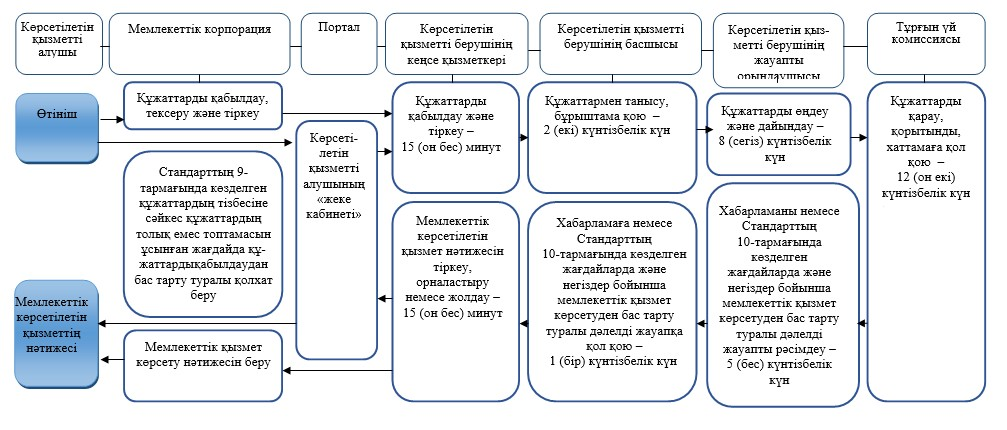 Көрсетілетін
қызметті
алушы
Мемлекеттік корпорация
Портал
Көрсетілетін
қызметті берушінің
кеңсе қызметкері
Көрсетілетін қызметті
берушінің басшысы
Көрсетілетін қыз-
метті берушінің
жауапты
орындаушысы
Тұрғын үй
комиссиясы
Өтініш
Құжаттарды қабылдау,
тексеру және тіркеу
Көрсеті-
летін
қызметті
алушының
«жеке
кабинеті»
Құжаттарды
қабылдау және
тіркеу –
15 (он бес) минут
Құжаттармен танысу,
бұрыштама қою –
2 (екі) күнтізбелік күн
Құжаттарды өңдеу
және дайындау –
8 (сегіз) күнтізбелік
күн
Құжаттарды
қарау,
қорытынды,
хаттамаға қол
қою –
12 (он екі)
күнтізбелік күн
Стандарттың 9-
тармағында көзделген
құжаттардың тізбесіне
сәйкес құжаттардың
толық емес топтамасын
ұсынған жағдайда құ-
жаттардықабылдаудан
бас тарту туралы қолхат
беру
Мемлекеттік
көрсетілетін
қызмет нәтижесін
тіркеу,
орналастыру
немесе жолдау –
15 (он бес) минут
Хабарламаға немесе
Стандарттың
10-тармағында көзделген
жағдайларда және
негіздер бойынша
мемлекеттік қызмет
көрсетуден бас тарту
туралы дәлелді жауапқа
қол қою –
1 (бір) күнтізбелік күн
Хабарламаны немесе
Стандарттың
10-тармағында
көзделген
жағдайларда және
негіздер бойынша
мемлекеттік қызмет
көрсетуден бас тарту
туралы дәлелді
жауапты рәсімдеу –
5 (бес) күнтізбелік
күн
Мемлекеттік
көрсетілетін
қызметтің
нәтижесі
Мемлекеттік қызмет
көрсету нәтижесін беру